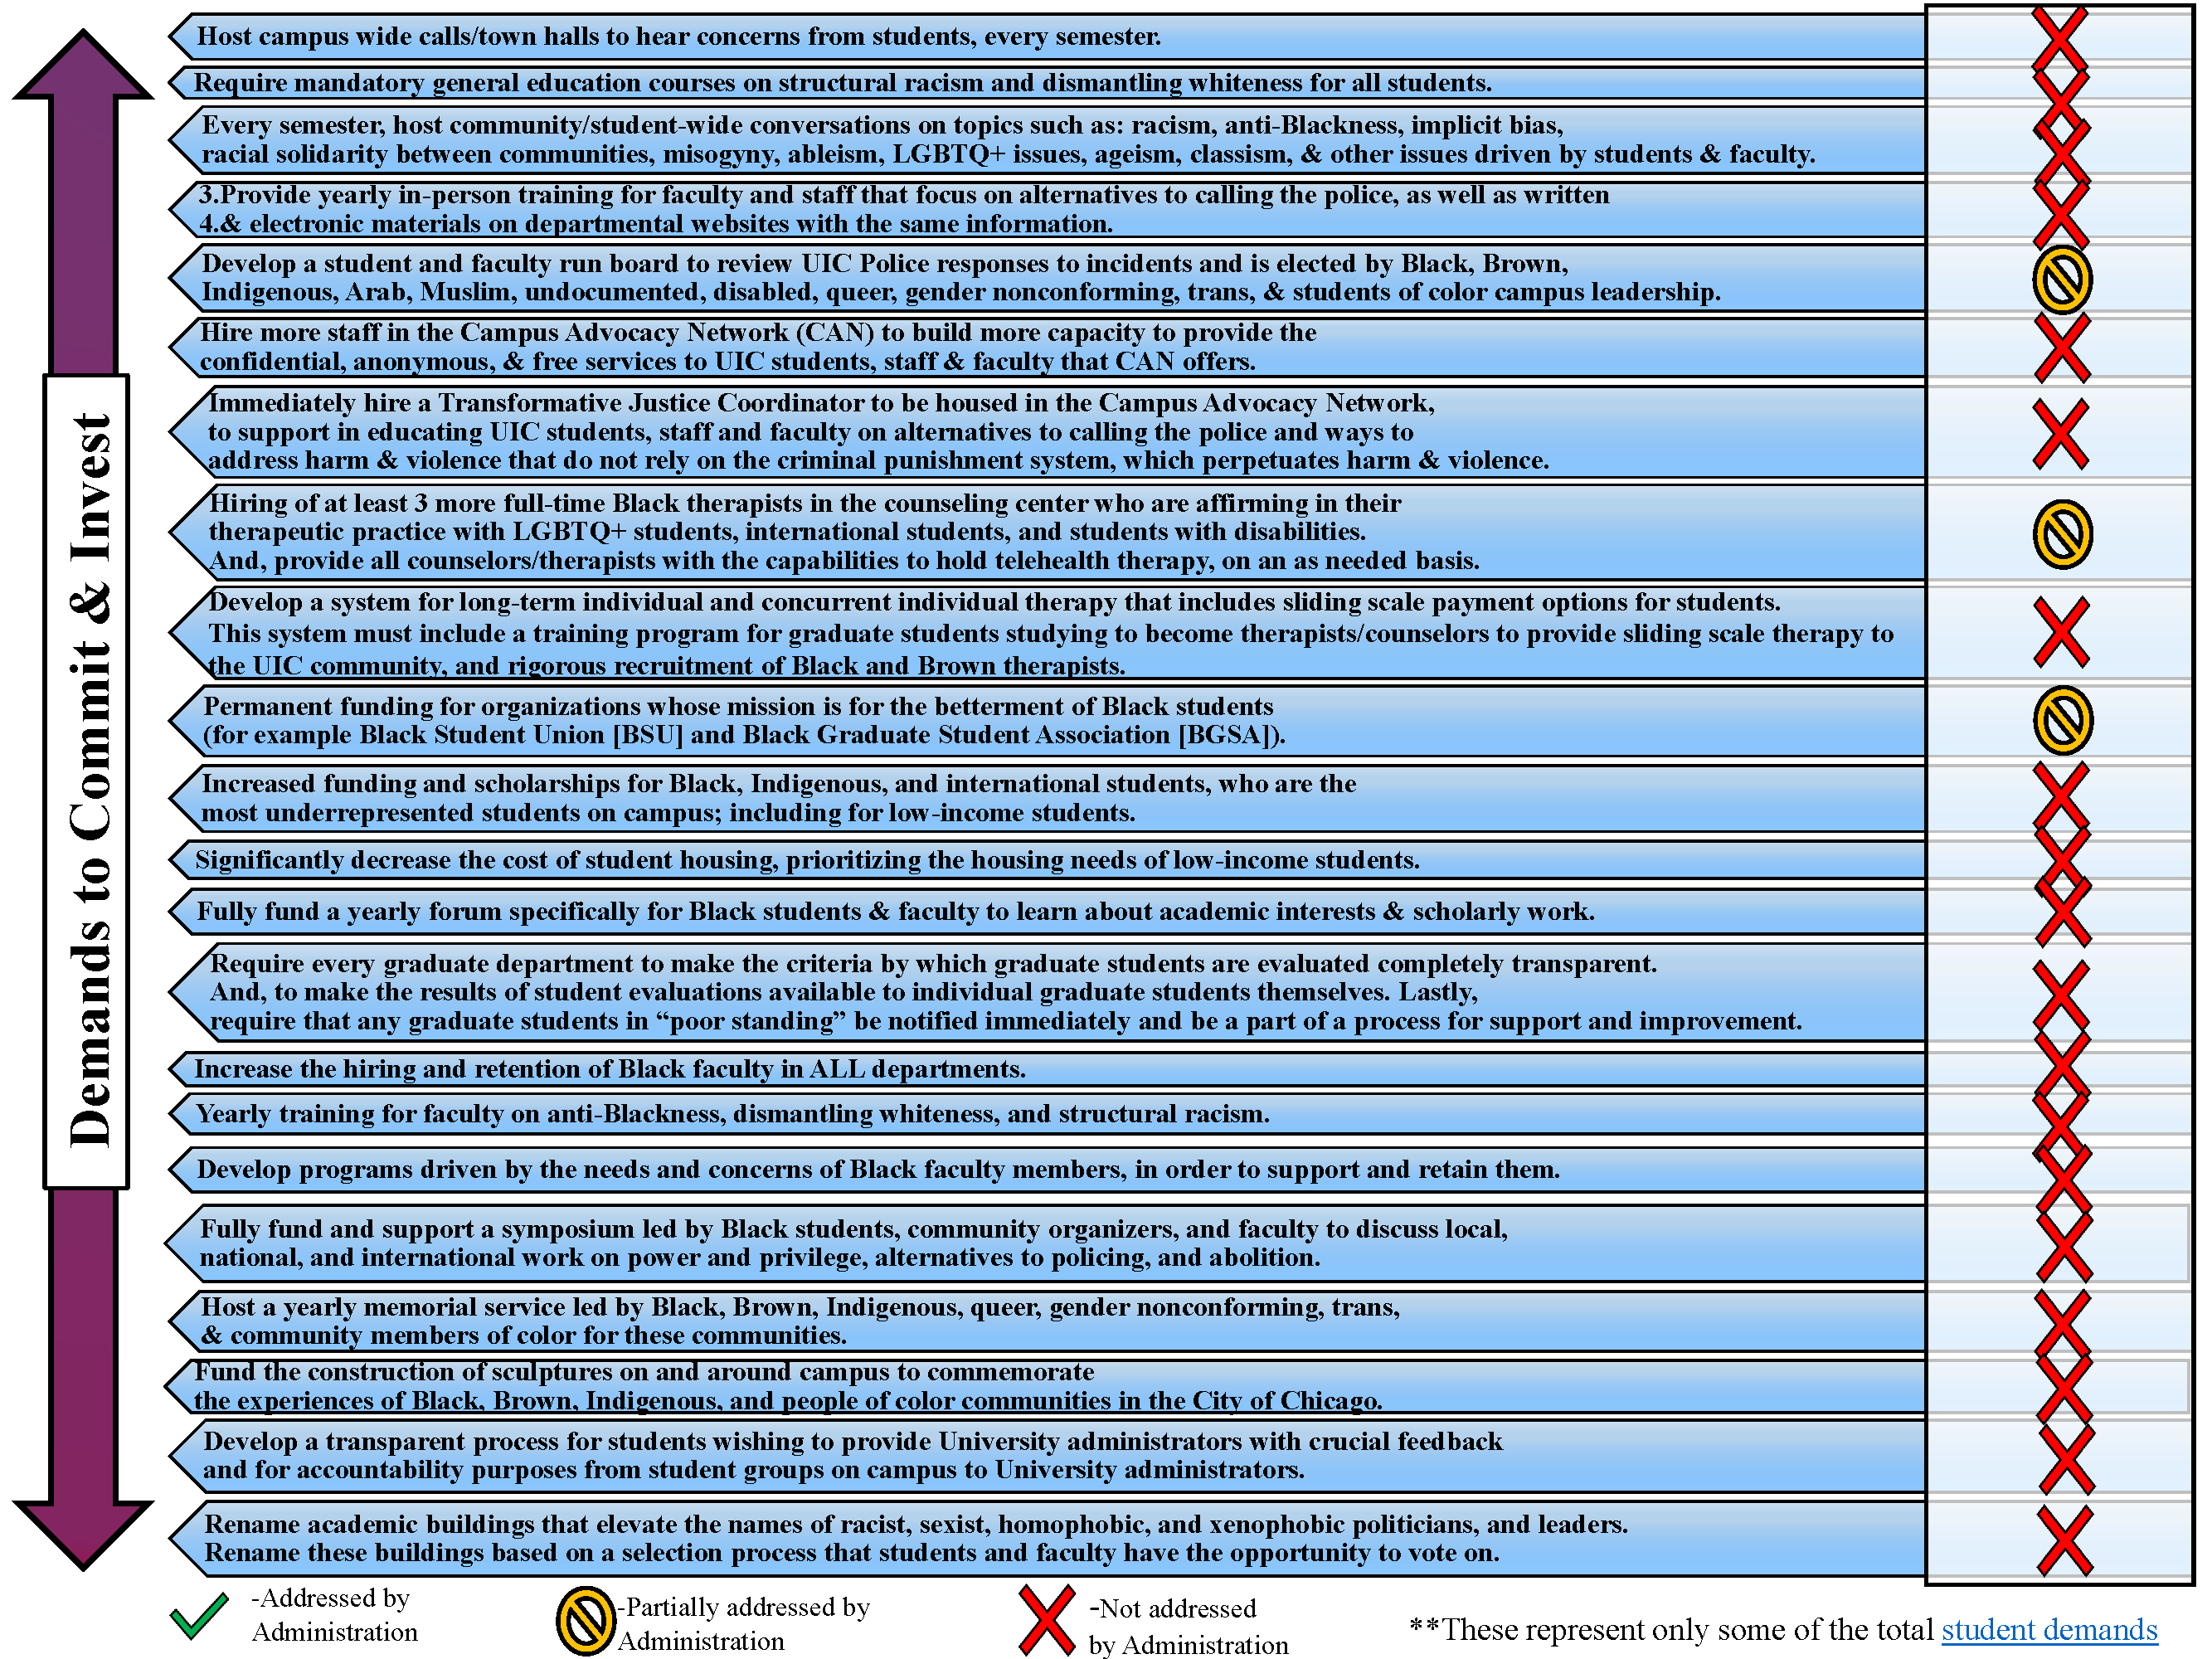 Demands to Commit & Invest
Host campus wide calls/town halls to hear concerns from students, every semester.
Require mandatory general education courses on structural racism and dismantling whiteness for all students.
Every semester, host community/student-wide conversations on topics such as: racism, anti-Blackness, implicit bias,
racial solidarity between communities, misogyny, ableism, LGBTQ+ issues, ageism, classism, & other issues driven by students & faculty.
3.Provide yearly in-person training for faculty and staff that focus on alternatives to calling the police, as well as written
4.& electronic materials on departmental websites with the same information.
Develop a student and faculty run board to review UIC Police responses to incidents and is elected by Black, Brown,
Indigenous, Arab, Muslim, undocumented, disabled, queer, gender nonconforming, trans, & students of color campus leadership.
Hire more staff in the Campus Advocacy Network (CAN) to build more capacity to provide the
confidential, anonymous, & free services to UIC students, staff & faculty that CAN offers.
Immediately hire a Transformative Justice Coordinator to be housed in the Campus Advocacy Network,
to support in educating UIC students, staff and faculty on alternatives to calling the police and ways to
address harm & violence that do not rely on the criminal punishment system, which perpetuates harm & violence.
Hiring of at least 3 more full-time Black therapists in the counseling center who are affirming in their
therapeutic practice with LGBTQ+ students, international students, and students with disabilities.
And, provide all counselors/therapists with the capabilities to hold telehealth therapy, on an as needed basis.
Develop a system for long-term individual and concurrent individual therapy that includes sliding scale payment options for students.
This system must include a training program for graduate students studying to become therapists/counselors to provide sliding scale therapy to
the UIC community, and rigorous recruitment of Black and Brown therapists.
Permanent funding for organizations whose mission is for the betterment of Black students
(for example Black Student Union [BSU] and Black Graduate Student Association [BGSA]).
Increased funding and scholarships for Black, Indigenous, and international students, who are the
most underrepresented students on campus; including for low-income students.
Significantly decrease the cost of student housing, prioritizing the housing needs of low-income students.
Fully fund a yearly forum specifically for Black students & faculty to learn about academic interests & scholarly work.
Require every graduate department to make the criteria by which graduate students are evaluated completely transparent.
And, to make the results of student evaluations available to individual graduate students themselves. Lastly,
require that any graduate students in “poor standing” be notified immediately and be a part of a process for support and improvement.
Increase the hiring and retention of Black faculty in ALL departments.
Yearly training for faculty on anti-Blackness, dismantling whiteness, and structural racism.
Develop programs driven by the needs and concerns of Black faculty members, in order to support and retain them.
Fully fund and support a symposium led by Black students, community organizers, and faculty to discuss local,
national, and international work on power and privilege, alternatives to policing, and abolition.
Host a yearly memorial service led by Black, Brown, Indigenous, queer, gender nonconforming, trans,
& community members of color for these communities.
Fund the construction of sculptures on and around campus to commemorate
the experiences of Black, Brown, Indigenous, and people of color communities in the City of Chicago.
Develop a transparent process for students wishing to provide University administrators with crucial feedback
and for accountability purposes from student groups on campus to University administrators.
Rename academic buildings that elevate the names of racist, sexist, homophobic, and xenophobic politicians, and leaders.
Rename these buildings based on a selection process that students and faculty have the opportunity to vote on.
-Addressed by
Administration
-Partially addressed by
Administration
-Not addressed
by Administration
**These represent only some of the total student demands